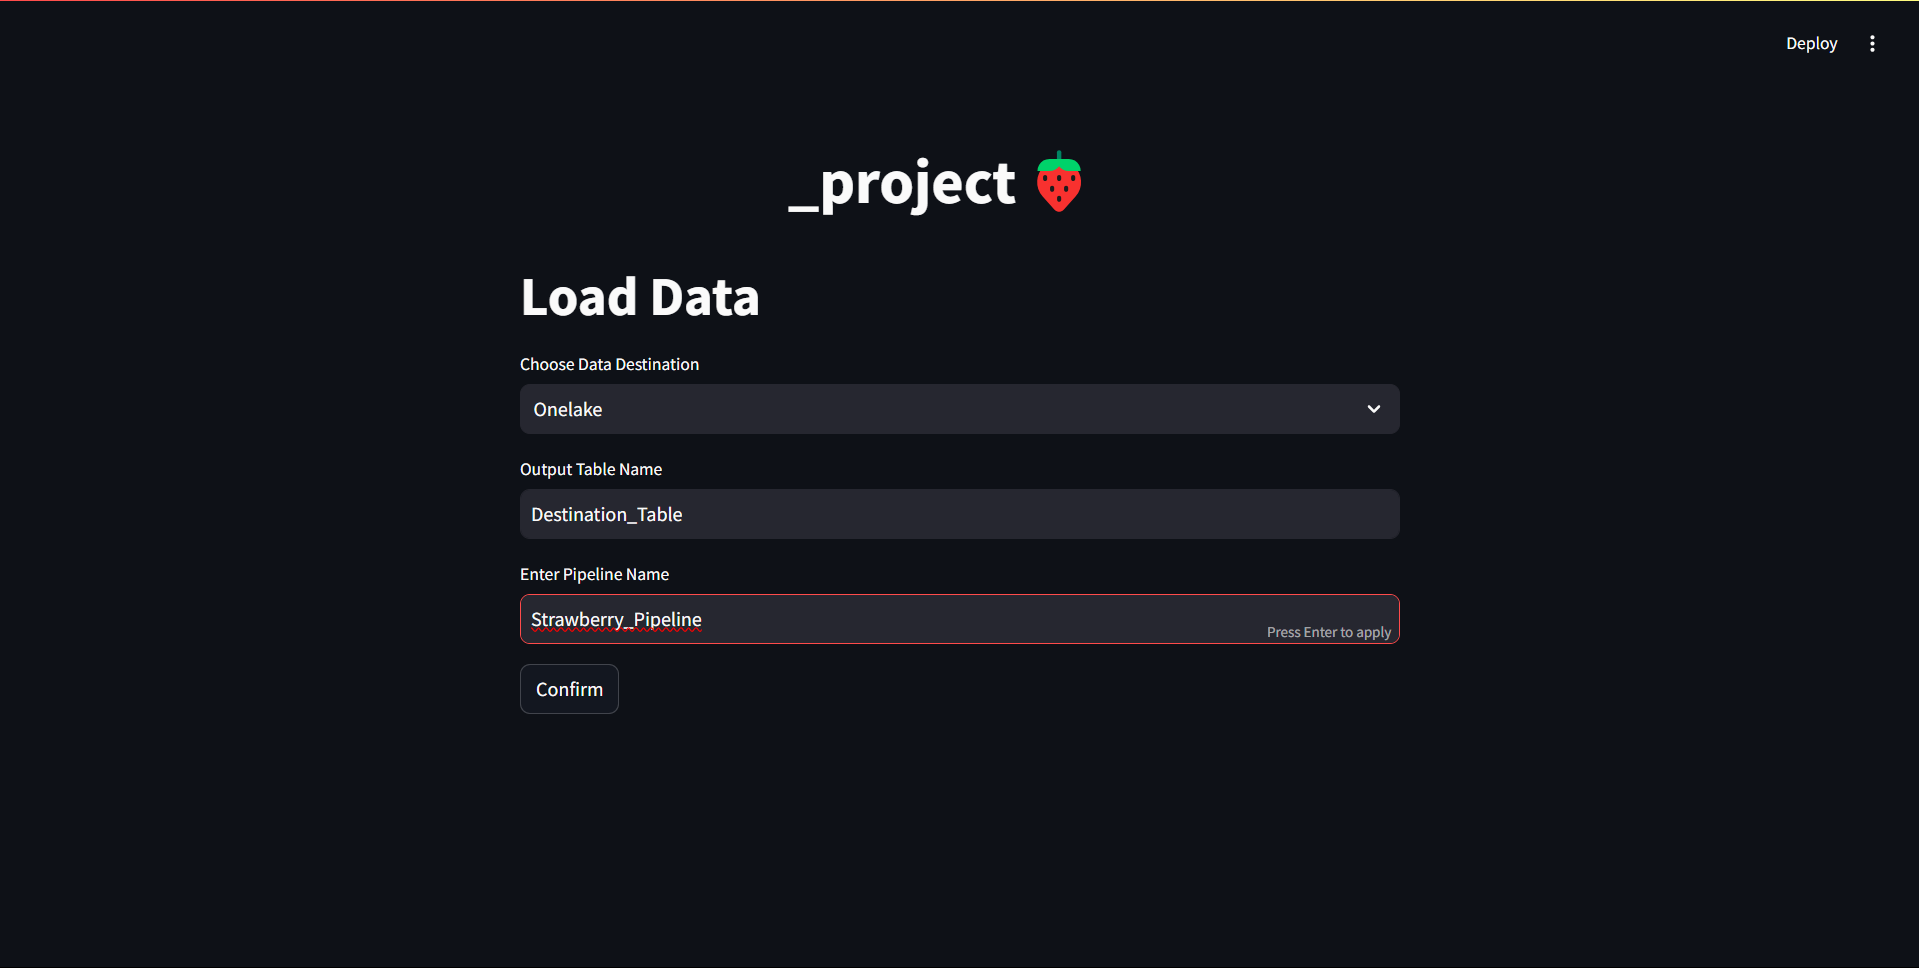 Deploy
_project
Load Data
Choose Data Destination
Onelake
Output Table Name
Destination_Table
Enter Pipeline Name
Strawberry_Pipeline
Press Enter to apply
Confirm